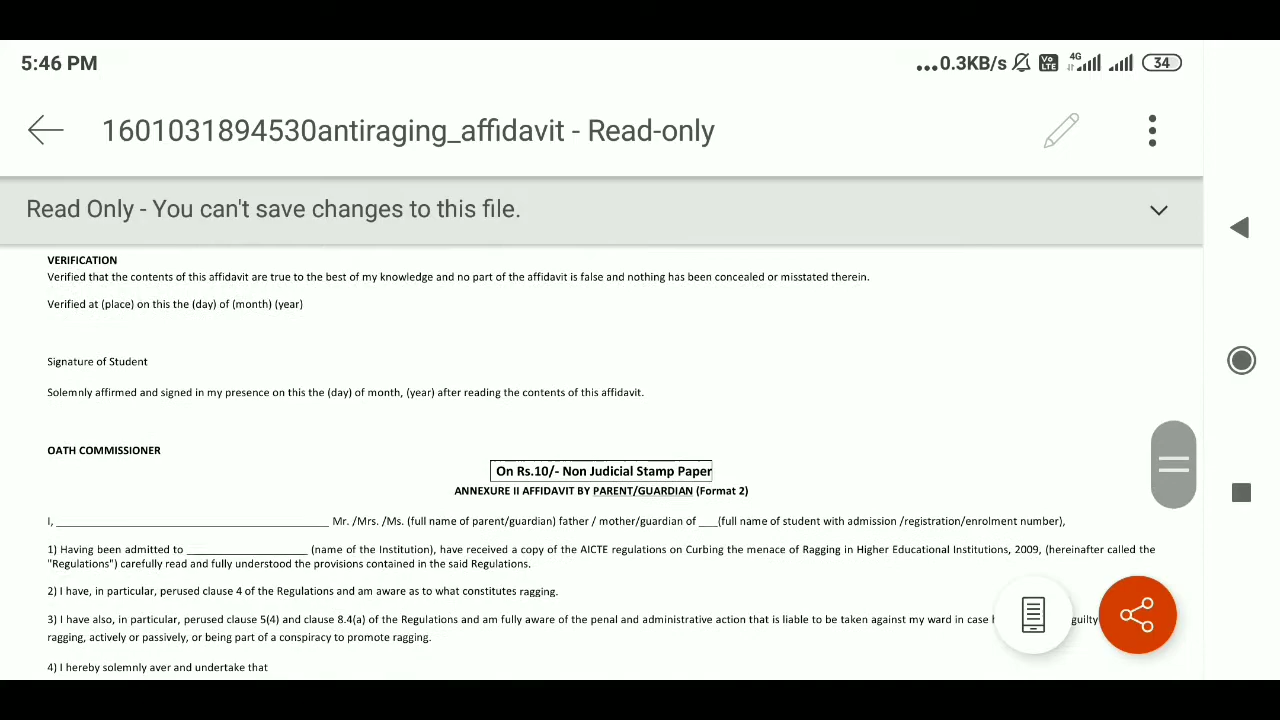 5:46 PM
...0.3KB/s Vo LTE 4G 34
1601031894530antiraging_affidavit - Read-only
Read Only - You can't save changes to this file.
VERIFICATION
Verified that the contents of this affidavit are true to the best of my knowledge and no part of the affidavit is false and nothing has been concealed or misstated therein.
Verified at (place) on this the (day) of (month) (year)
Signature of Student
Solemnly affirmed and signed in my presence on this the (day) of month, (year) after reading the contents of this affidavit.
OATH COMMISSIONER
On Rs.10/- Non Judicial Stamp Paper
ANNEXURE II AFFIDAVIT BY PARENT/GUARDIAN (Format 2)
I, ________________________________ Mr. /Mrs. /Ms. (full name of parent/guardian) father / mother/guardian of ___(full name of student with admission /registration/enrolment number),
1) Having been admitted to ____________________ (name of the Institution), have received a copy of the AICTE regulations on Curbing the menace of Ragging in Higher Educational Institutions, 2009, (hereinafter called the
"Regulations") carefully read and fully understood the provisions contained in the said Regulations.
2) I have, in particular, perused clause 4 of the Regulations and am aware as to what constitutes ragging.
3) I have also, in particular, perused clause 5(4) and clause 8.4(a) of the Regulations and am fully aware of the penal and administrative action that is liable to be taken against my ward in case guilty
ragging, actively or passively, or being part of a conspiracy to promote ragging.
4) I hereby solemnly aver and undertake that